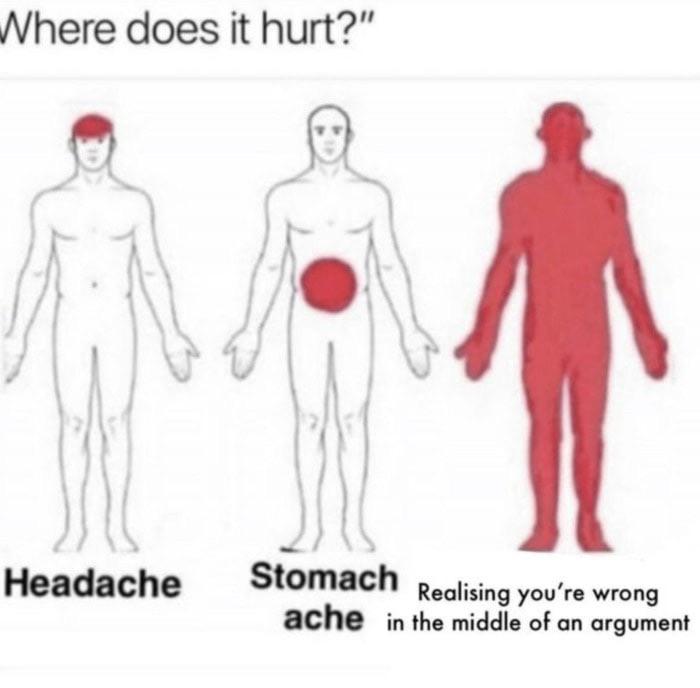 Where does it hurt?"
Headache
Stomach
ache
Realising you're wrong
in the middle of an argument